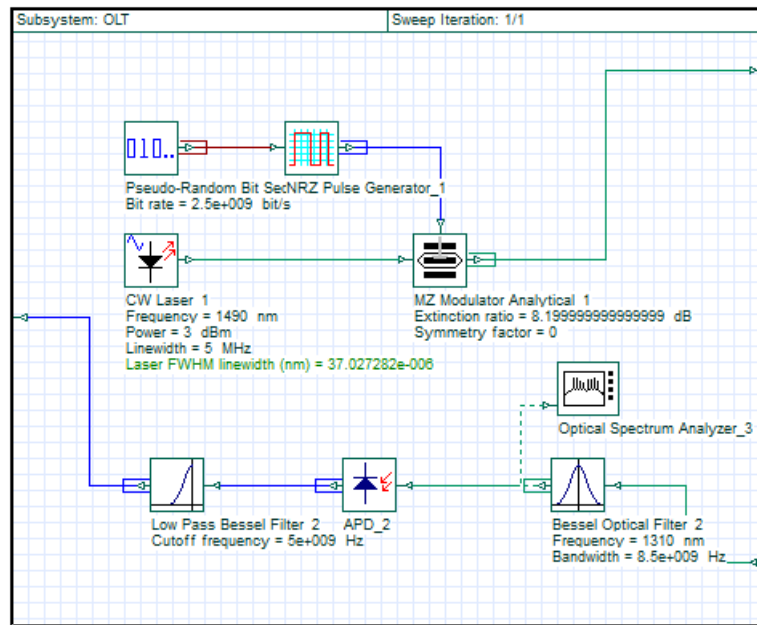 Subsystem: OLT
Sweep Iteration: 1/1
010..
Pseudo-Random Bit SecNRZ Pulse Generator_1
Bit rate = 2.5e+009 bit/s
CW Laser_1
Frequency = 1490 nm
Power = 3 dBm
Linewidth = 5 MHz
Laser FWHM linewidth (nm) = 37.027282e-006
MZ Modulator Analytical_1
Extinction ratio = 8.199999999999999 dB
Symmetry factor = 0
Optical Spectrum Analyzer_3
Low Pass Bessel Filter_2
Cutoff frequency = 5e+009 Hz
APD_2
Bessel Optical Filter_2
Frequency = 1310 nm
Bandwidth = 8.5e+009 Hz